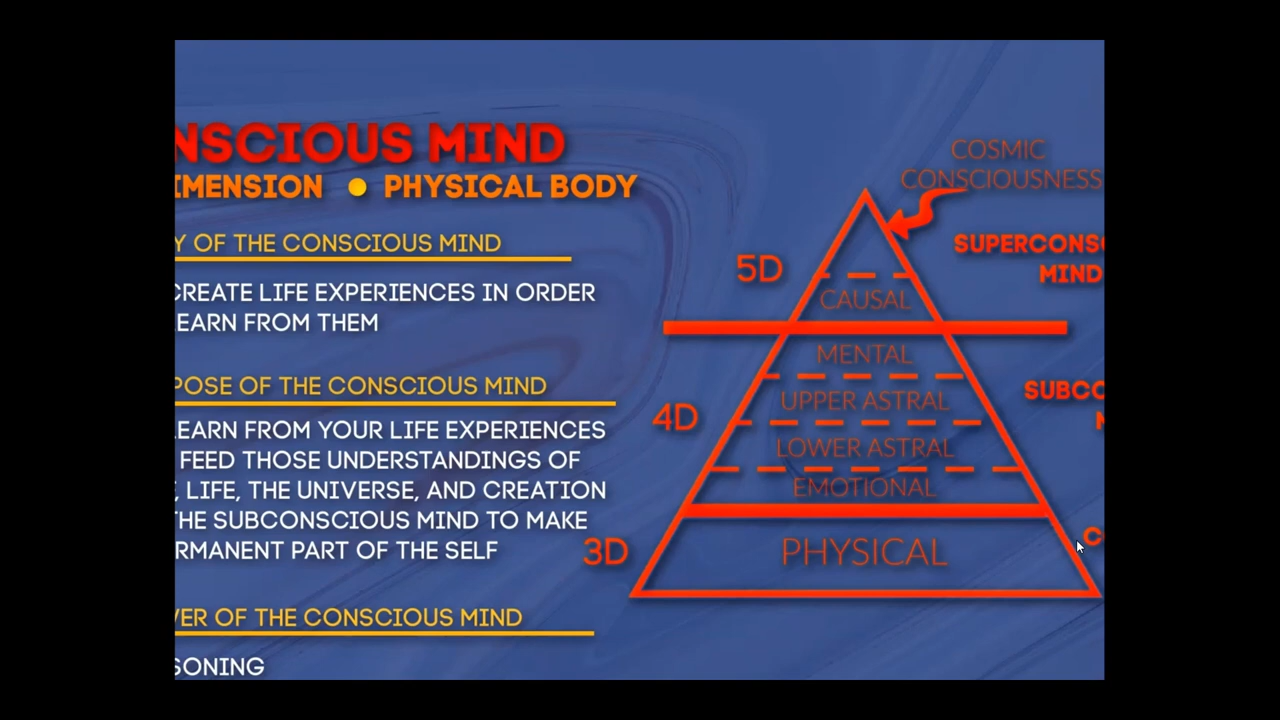 NSCIOUS MIND
IMENSION • PHYSICAL BODY
Y OF THE CONSCIOUS MIND
CREATE LIFE EXPERIENCES IN ORDER
EARN FROM THEM
POSE OF THE CONSCIOUS MIND
LEARN FROM YOUR LIFE EXPERIENCES
FEED THOSE UNDERSTANDINGS OF
, LIFE, THE UNIVERSE, AND CREATION
THE SUBCONSCIOUS MIND TO MAKE
RMANENT PART OF THE SELF
VER OF THE CONSCIOUS MIND
SONING
COSMIC
CONSCIOUSNESS
SUPERCONSC
MIND
5D
CAUSAL
MENTAL
UPPER ASTRAL
SUBCO
M
4D
LOWER ASTRAL
EMOTIONAL
3D
PHYSICAL
C